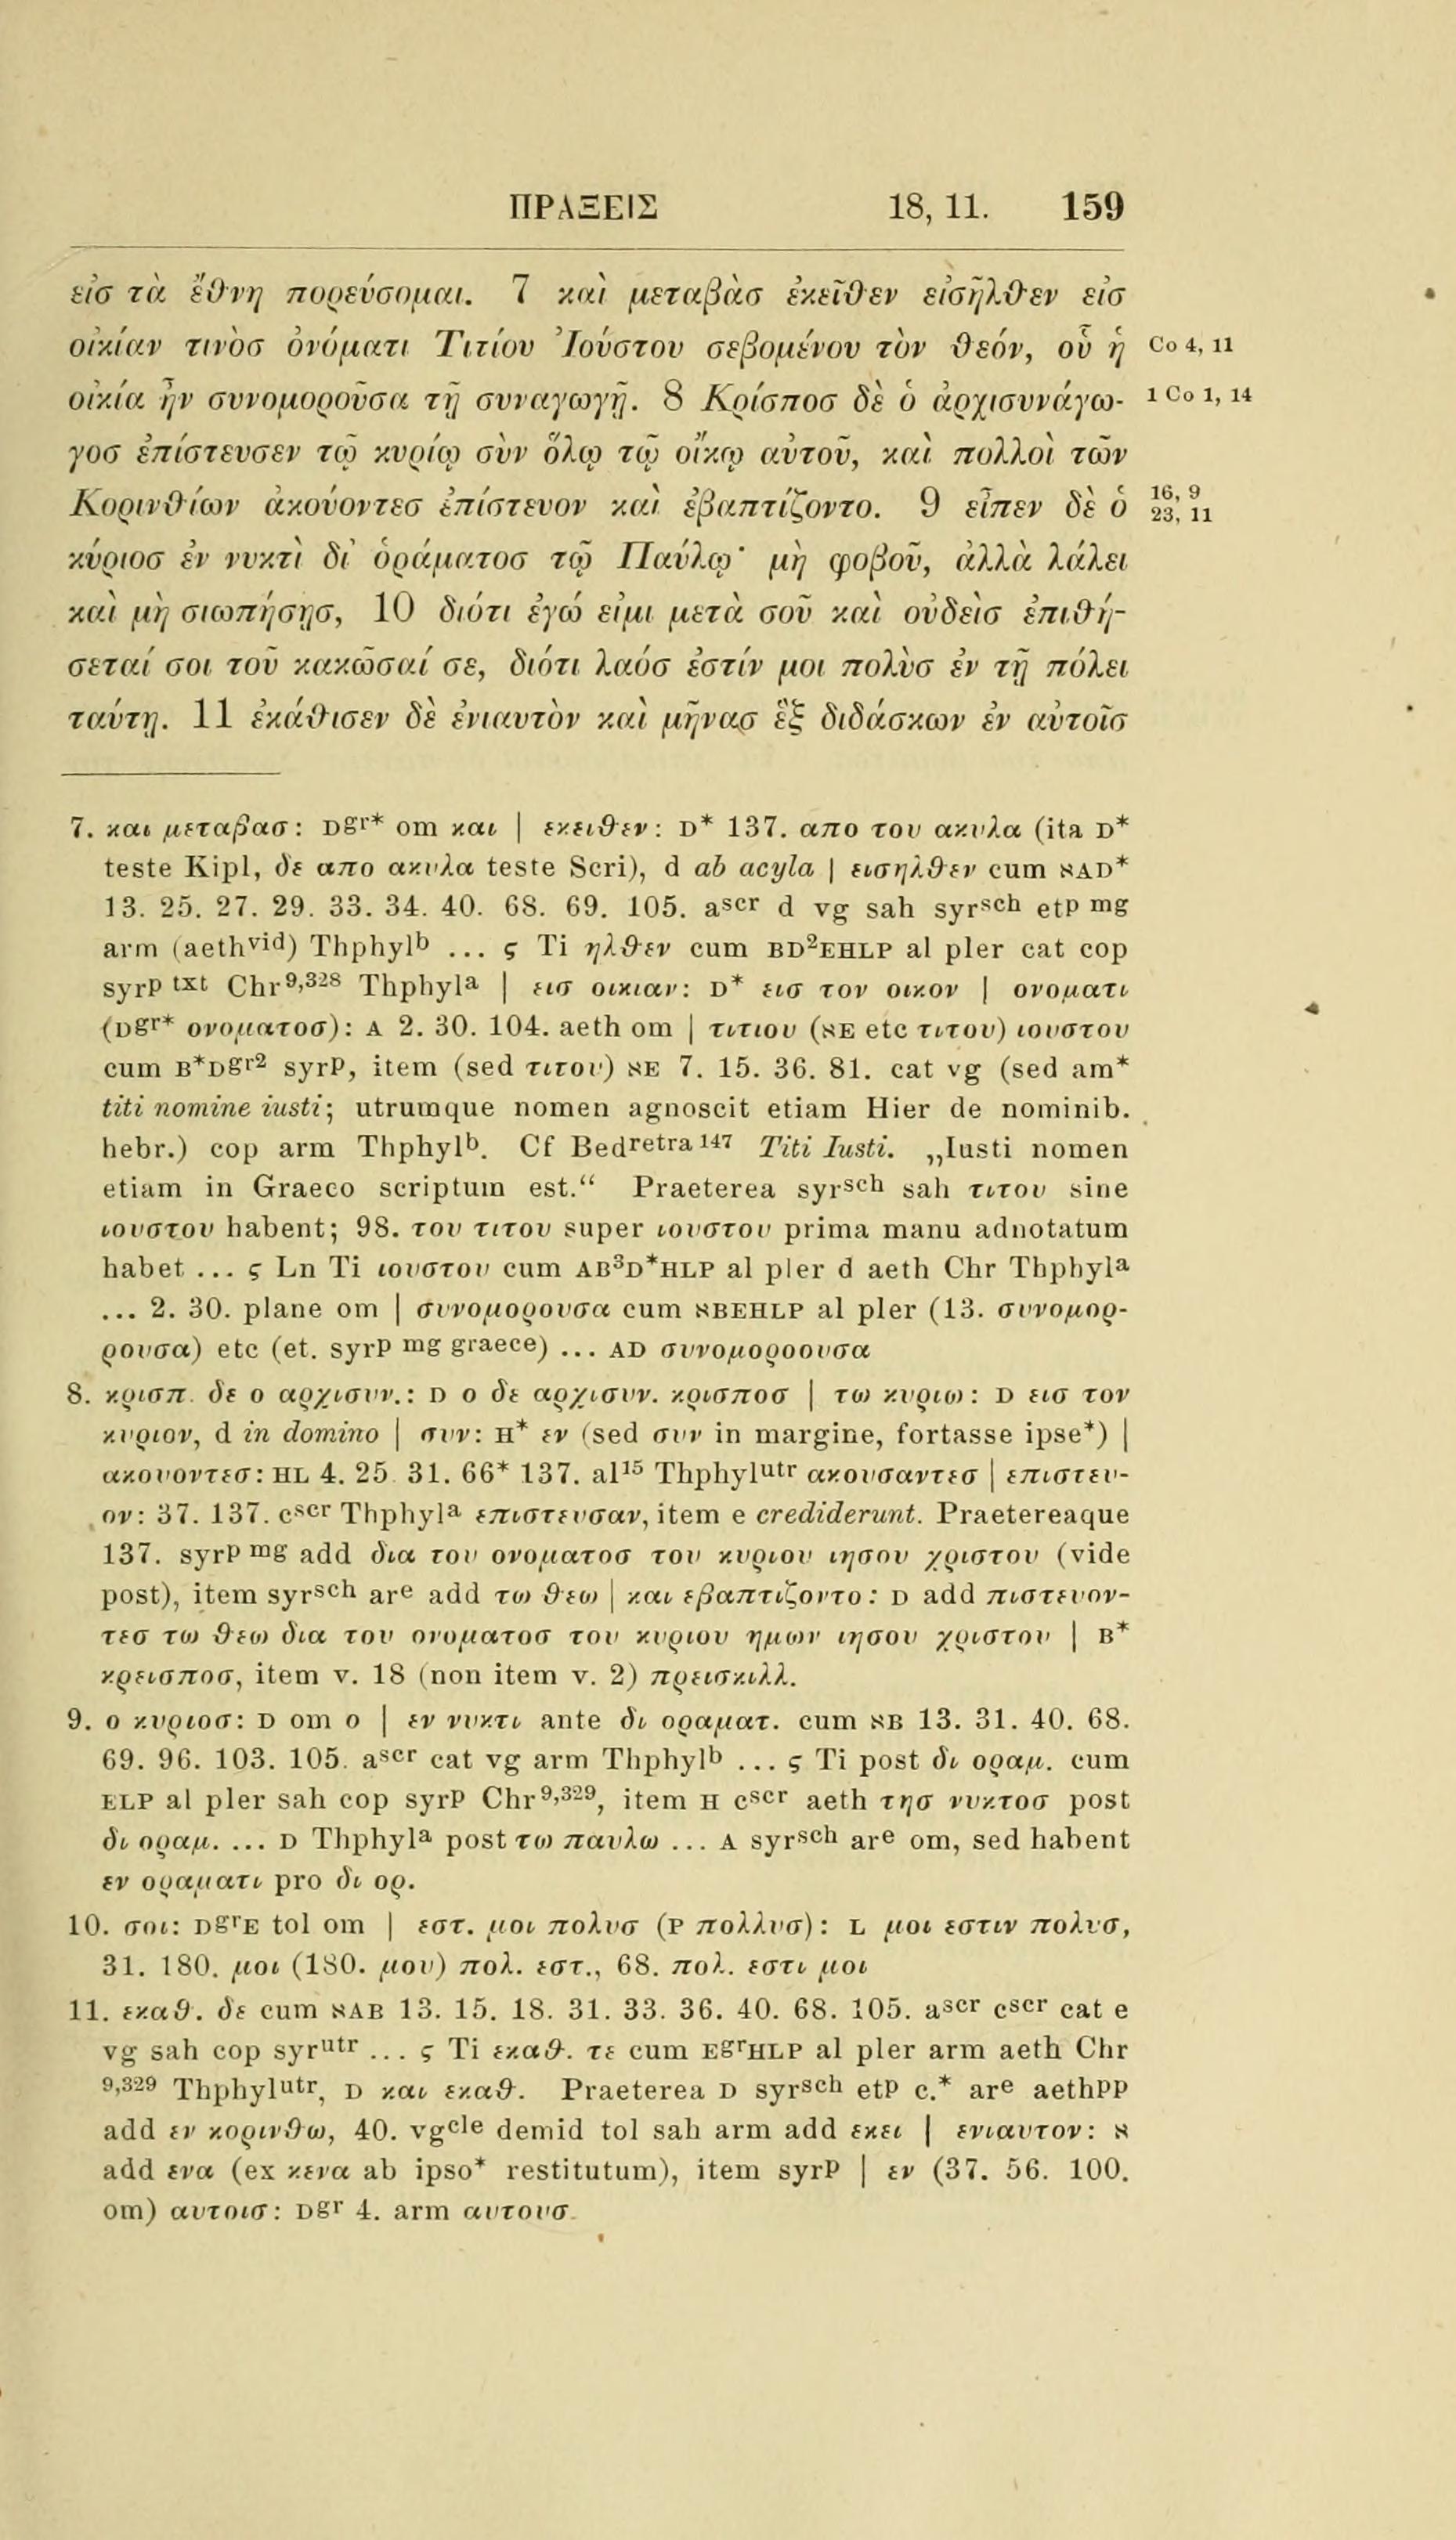 ΠΡΑΞΕΙΣ 18, 11. 159
εἰσ τὰ ἔθνη πορεύσομαι. 7 καὶ μεταβὰσ ἐκεῖθεν εἰσῆλθεν εἰσ
οἰκίαν τινὸσ ὀνόματι Τιτίου Ἰούστου σεβομένου τὸν θεόν, οὗ ἡ Co 4, 11
οἰκία ἦν συνομοροῦσα τῇ συναγωγῇ. 8 Κρίσποσ δὲ ὁ ἀρχισυνάγω- 1 Co 1, 14
γοσ ἐπίστευσεν τῷ κυρίῳ σὺν ὅλῳ τῷ οἴκῳ αὐτοῦ, καὶ πολλοὶ τῶν
Κορινθίων ἀκούοντεσ ἐπίστευον καὶ ἐβαπτίζοντο. 9 εἶπεν δὲ ὁ 16, 9 23, 11
κύριοσ ἐν νυκτὶ δι᾽ ὁράματοσ τῷ Παύλῳ· μὴ φοβοῦ, ἀλλὰ λάλει
καὶ μὴ σιωπήσῃσ, 10 διότι ἐγώ εἰμι μετὰ σοῦ καὶ οὐδεὶσ ἐπιθή-
σεταί σοι τοῦ κακῶσαί σε, διότι λαόσ ἐστίν μοι πολὺσ ἐν τῇ πόλει
ταύτῃ. 11 ἐκάθισεν δὲ ἐνιαυτὸν καὶ μῆνασ ἓξ διδάσκων ἐν αὐτοῖσ
7. και μεταβασ: Dgr* om και | εκειθεν: D* 137. απο του ακυλα (ita D*
teste Kipl, δε απο ακυλα teste Scri), d ab acyla | εισηλθεν cum ℵAD*
13. 25. 27. 29. 33. 34. 40. 68. 69. 105. ascr d vg sah syrsch etp mg
arm (aethvid) Thphylb ... ς Ti ηλθεν cum BD²EHLP al pler cat cop
syrp txt Chr9,328 Thphyla | εισ οικιαν: D* εισ τον οικον | ονοματι
(Dgr* ονοματοσ): A 2. 30. 104. aeth om | τιτιου (ℵE etc τιτου) ιουστου
cum B*Dgr2 syrp, item (sed τιτου) ℵE 7. 15. 36. 81. cat vg (sed am*
titi nomine iusti; utrumque nomen agnoscit etiam Hier de nominib.
hebr.) cop arm Thphylb. Cf Bedretra 147 Titi Iusti. „Iusti nomen
etiam in Graeco scriptum est.“ Praeterea syrsch sah τιτου sine
ιουστου habent; 98. του τιτου super ιουστου prima manu adnotatum
habet ... ς Ln Ti ιουστου cum AB³D*HLP al pler d aeth Chr Thphyla
... 2. 30. plane om | συνομορουσα cum ℵBEHLP al pler (13. συνομορ-
ρουσα) etc (et. syrp mg graece) ... AD συνομοροουσα
8. κρισπ. δε ο αρχισυν.: D ο δε αρχισυν. κρισποσ | τω κυριω: D εισ τον
κυριον, d in domino | συν: H* εν (sed συν in margine, fortasse ipse*) |
ακουοντεσ: HL 4. 25. 31. 66* 137. al15 Thphylutr ακουσαντεσ | επιστευ-
ον: 37. 137. cscr Thphyla επιστευσαν, item e crediderunt. Praetereaque
137. syrp mg add δια του ονοματοσ του κυριου ιησου χριστου (vide
post), item syrsch are add τω θεω | και εβαπτιζοντο: D add πιστευον-
τεσ τω θεω δια του ονοματοσ του κυριου ημων ιησου χριστου | B*
κρεισποσ, item v. 18 (non item v. 2) πρεισκιλλ.
9. ο κυριοσ: D om ο | εν νυκτι ante δι οραματ. cum ℵB 13. 31. 40. 68.
69. 96. 103. 105. ascr cat vg arm Thphylb ... ς Ti post δι οραμ. cum
ELP al pler sah cop syrp Chr9,329, item H cscr aeth τησ νυκτοσ post
δι οραμ. ... D Thphyla post τω παυλω ... A syrsch are om, sed habent
εν οραματι pro δι ορ.
10. σοι: DgrE tol om | εστ. μοι πολυσ (P πολλυσ): L μοι εστιν πολυσ,
31. 180. μοι (180. μου) πολ. εστ., 68. πολ. εστι μοι
11. εκαθ. δε cum ℵAB 13. 15. 18. 31. 33. 36. 40. 68. 105. ascr cscr cat e
vg sah cop syrutr ... ς Ti εκαθ. τε cum EgrHLP al pler arm aeth Chr
9,329 Thphylutr, D και εκαθ. Praeterea D syrsch etp c.* are aethpp
add εν κορινθω, 40. vgcle demid tol sah arm add εκει | ενιαυτον: ℵ
add ενα (ex κενα ab ipso* restitutum), item syrp | εν (37. 56. 100.
om) αυτοισ: Dgr 4. arm αυτουσ.